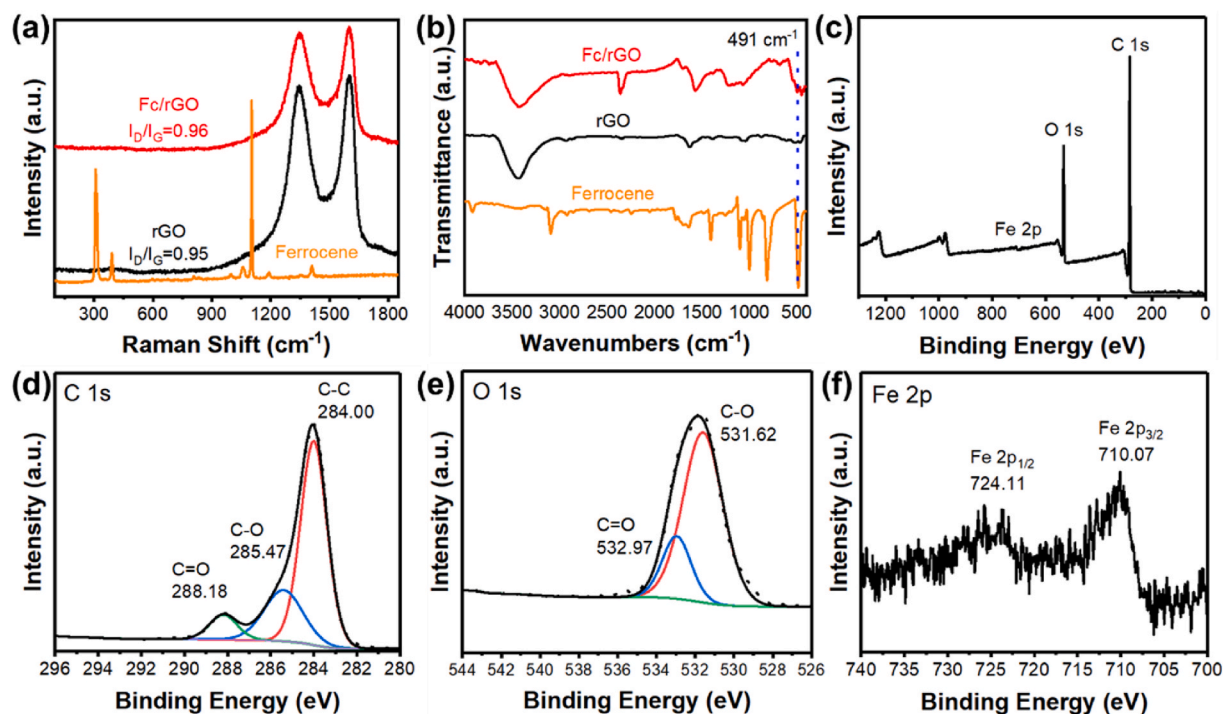 (a)
Fc/rGO
I_D/I_G=0.96
rGO
I_D/I_G=0.95
Ferrocene
Intensity (a.u.)
300 600 900 1200 1500 1800
Raman Shift (cm⁻¹)
(b)
491 cm⁻¹
Fc/rGO
rGO
Ferrocene
Transmittance (a.u.)
4000 3500 3000 2500 2000 1500 1000 500
Wavenumbers (cm⁻¹)
(c)
C 1s
O 1s
Fe 2p
Intensity (a.u.)
1200 1000 800 600 400 200 0
Binding Energy (eV)
(d)
C 1s
C-C
284.00
C-O
285.47
C=O
288.18
Intensity (a.u.)
296 294 292 290 288 286 284 282 280
Binding Energy (eV)
(e)
O 1s
C-O
531.62
C=O
532.97
Intensity (a.u.)
544 542 540 538 536 534 532 530 528 526
Binding Energy (eV)
(f)
Fe 2p
Fe 2p₃/₂
710.07
Fe 2p₁/₂
724.11
Intensity (a.u.)
740 735 730 725 720 715 710 705 700
Binding Energy (eV)